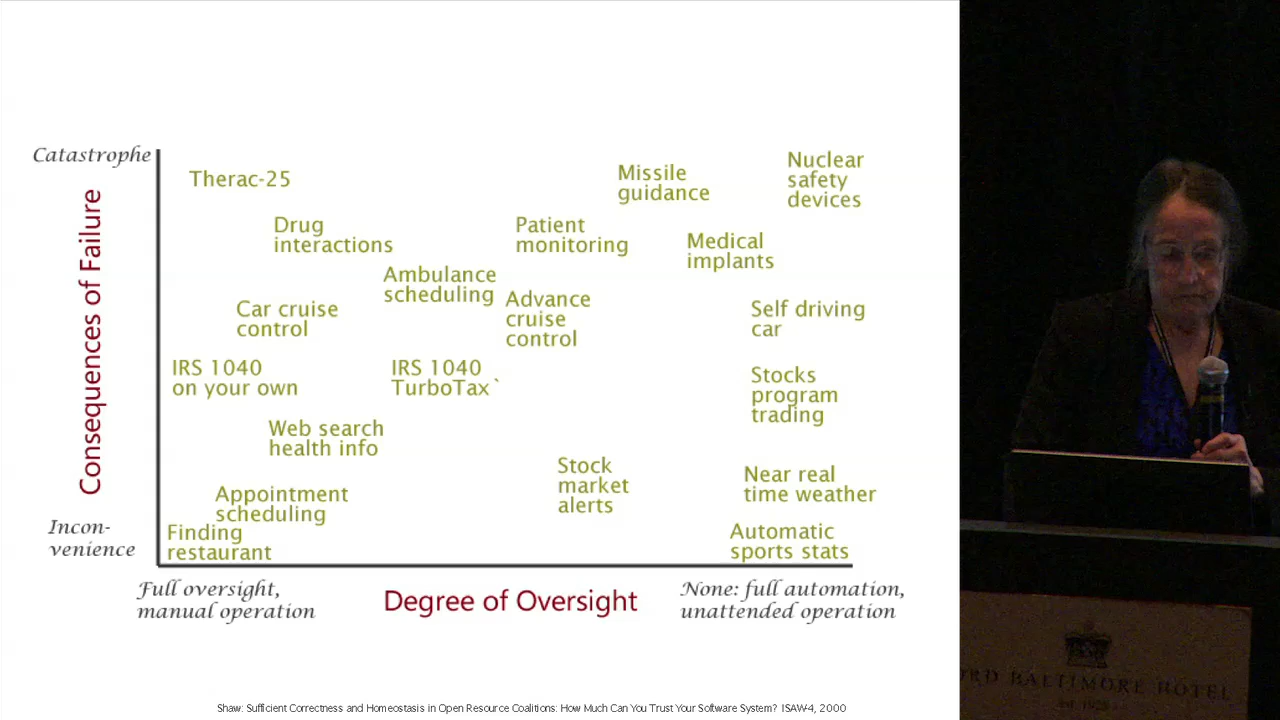 Catastrophe
Consequences of Failure
Incon-
venience
Therac-25
Missile
guidance
Nuclear
safety
devices
Drug
interactions
Patient
monitoring
Medical
implants
Ambulance
scheduling
Car cruise
control
Advance
cruise
control
Self driving
car
IRS 1040
on your own
IRS 1040
TurboTax`
Stocks
program
trading
Web search
health info
Stock
market
alerts
Near real
time weather
Appointment
scheduling
Finding
restaurant
Automatic
sports stats
Full oversight,
manual operation
Degree of Oversight
None: full automation,
unattended operation
Shaw: Sufficient Correctness and Homeostasis in Open Resource Coalitions: How Much Can You Trust Your Software System? ISAW-4, 2000
BALTIMORE HOTEL